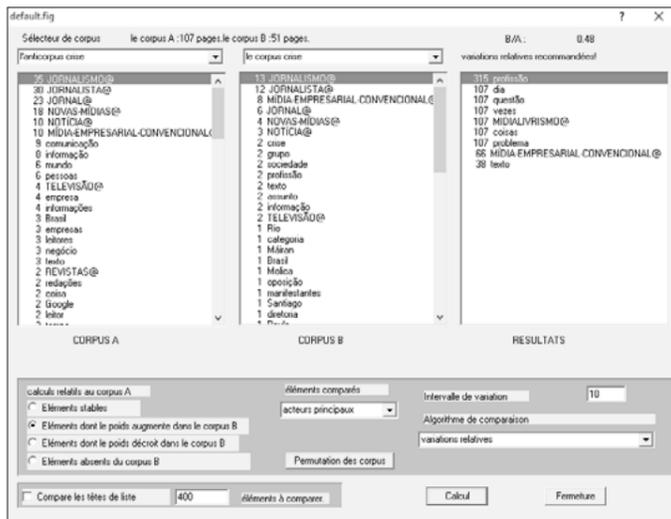 default.fig
Sélecteur de corpus
le corpus A :107 pages.le corpus B :51 pages.
B/A :
0.48
l'anticorpus crise
le corpus crise
variations relatives recommandées!
35 JORNALISMO@
30 JORNALISTA@
23 JORNAL@
18 NOVAS-MÍDIAS@
10 NOTÍCIA@
10 MÍDIA-EMPRESARIAL-CONVENCIONAL@
9 comunicação
8 informação
6 mundo
6 pessoas
4 TELEVISÃO@
4 empresa
4 informações
3 Brasil
3 empresas
3 leitores
3 negócio
3 texto
2 REVISTAS@
2 redações
2 coisa
2 Google
2 leitor
13 JORNALISMO@
12 JORNALISTA@
8 MÍDIA-EMPRESARIAL-CONVENCIONAL@
6 JORNAL@
4 NOVAS-MÍDIAS@
3 NOTÍCIA@
2 crise
2 grupo
2 sociedade
2 profissão
2 texto
2 assunto
2 informação
2 TELEVISÃO@
1 Rio
1 categoria
1 Máiran
1 Brasil
1 Molica
1 oposição
1 manifestantes
1 Santiago
1 diretoria
1 Paulo
315 profissão
107 dia
107 questão
107 vezes
107 MIDIALIVRISMO@
107 coisas
107 problema
66 MÍDIA-EMPRESARIAL-CONVENCIONAL@
38 texto
CORPUS A
CORPUS B
RESULTATS
calculs relatifs au corpus A
Eléments stables
Eléments dont le poids augmente dans le corpus B
Eléments dont le poids décroit dans le corpus B
Eléments absents du corpus B
éléments comparés
acteurs principaux
Permutation des corpus
Intervalle de variation
10
Algorithme de comparaison
variations relatives
Compare les têtes de liste
400
éléments à comparer
Calcul
Fermeture